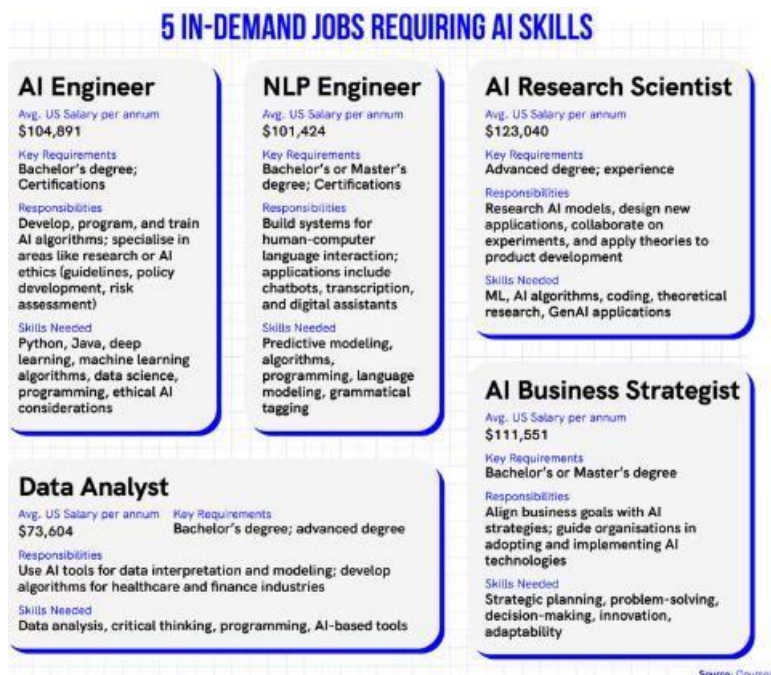 5 IN-DEMAND JOBS REQUIRING AI SKILLS
AI Engineer
Avg. US Salary per annum
$104,891
Key Requirements
Bachelor's degree;
Certifications
Responsibilities
Develop, program, and train
AI algorithms; specialise in
areas like research or AI
ethics (guidelines, policy
development, risk
assessment)
Skills Needed
Python, Java, deep
learning, machine learning
algorithms, data science,
programming, ethical AI
considerations
NLP Engineer
Avg. US Salary per annum
$101,424
Key Requirements
Bachelor's or Master's
degree; Certifications
Responsibilities
Build systems for
human-computer
language interaction;
applications include
chatbots, transcription,
and digital assistants
Skills Needed
Predictive modeling,
algorithms,
programming, language
modeling, grammatical
tagging
AI Research Scientist
Avg. US Salary per annum
$123,040
Key Requirements
Advanced degree; experience
Responsibilities
Research AI models, design new
applications, collaborate on
experiments, and apply theories to
product development
Skills Needed
ML, AI algorithms, coding, theoretical
research, GenAI applications
Data Analyst
Avg. US Salary per annum
$73,604
Key Requirements
Bachelor's degree; advanced degree
Responsibilities
Use AI tools for data interpretation and modeling; develop
algorithms for healthcare and finance industries
Skills Needed
Data analysis, critical thinking, programming, AI-based tools
AI Business Strategist
Avg. US Salary per annum
$111,551
Key Requirements
Bachelor's or Master's degree
Responsibilities
Align business goals with AI
strategies; guide organisations in
adopting and implementing AI
technologies
Skills Needed
Strategic planning, problem-solving,
decision-making, innovation,
adaptability
Source: